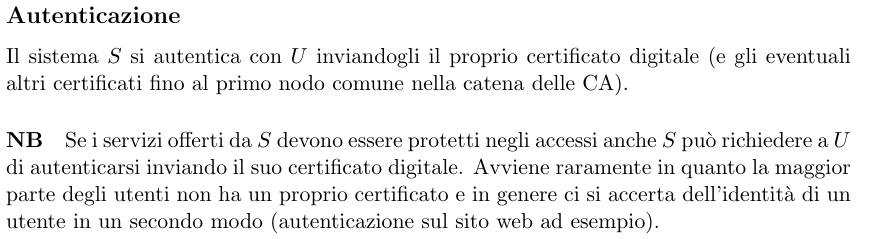 Autenticazione
Il sistema S si autentica con U inviandogli il proprio certificato digitale (e gli eventuali
altri certificati fino al primo nodo comune nella catena delle CA).
NB Se i servizi offerti da S devono essere protetti negli accessi anche S può richiedere a U
di autenticarsi inviando il suo certificato digitale. Avviene raramente in quanto la maggior
parte degli utenti non ha un proprio certificato e in genere ci si accerta dell'identità di un
utente in un secondo modo (autenticazione sul sito web ad esempio).